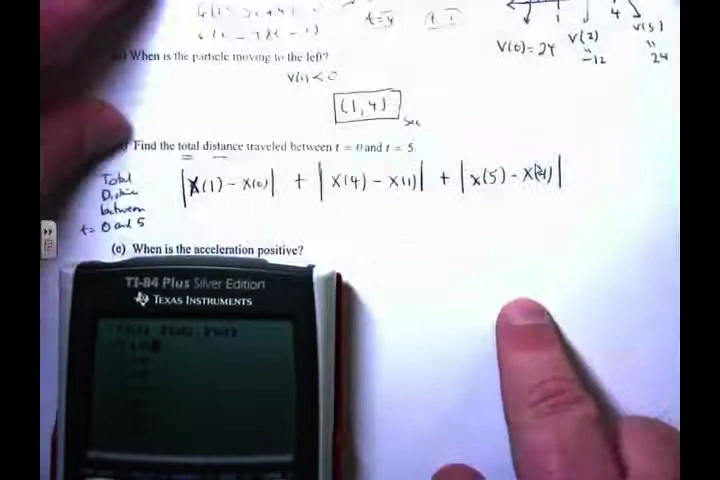 t=4
4
V(0) = 24
V(2)
"
-12
V(5)
"
24
When is the particle moving to the left?
V(t) < 0
(1, 4) sec
Find the total distance traveled between t = 0 and t = 5.
Total
Distance
between
t = 0 and 5
|X(1) - X(0)| + |X(4) - X(1)| + |X(5) - X(4)|
(e) When is the acceleration positive?
TI-84 Plus Silver Edition
TEXAS INSTRUMENTS